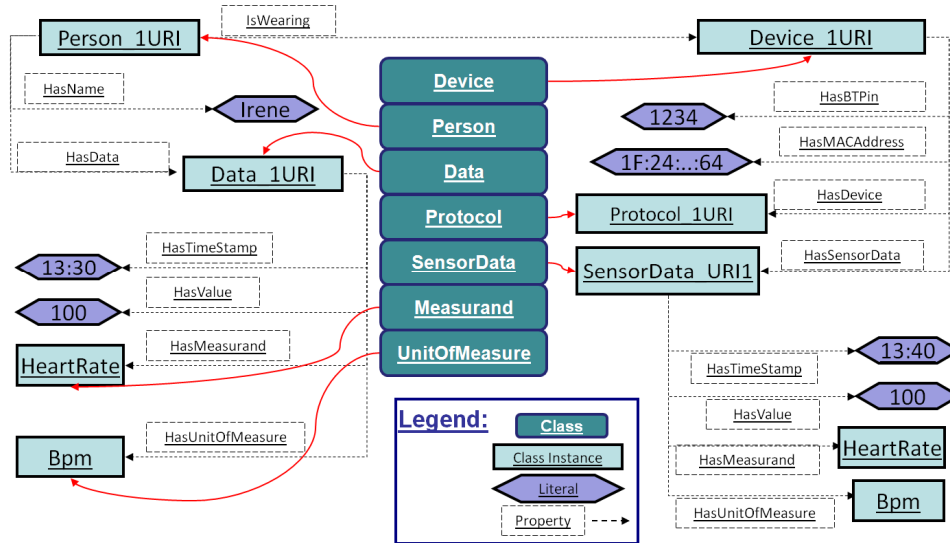 IsWearing
Person_1URI
Device_1URI
HasName
Irene
Device
HasBTPin
1234
Person
HasMACAddress
1F:24:...:64
HasData
Data_1URI
Data
HasDevice
Protocol
Protocol_1URI
HasTimeStamp
13:30
SensorData
HasSensorData
SensorData_URI1
HasValue
100
Measurand
HasMeasurand
HeartRate
UnitOfMeasure
HasTimeStamp
13:40
HasValue
100
HasUnitOfMeasure
Bpm
Legend:
Class
Class Instance
Literal
Property
HasMeasurand
HeartRate
HasUnitOfMeasure
Bpm